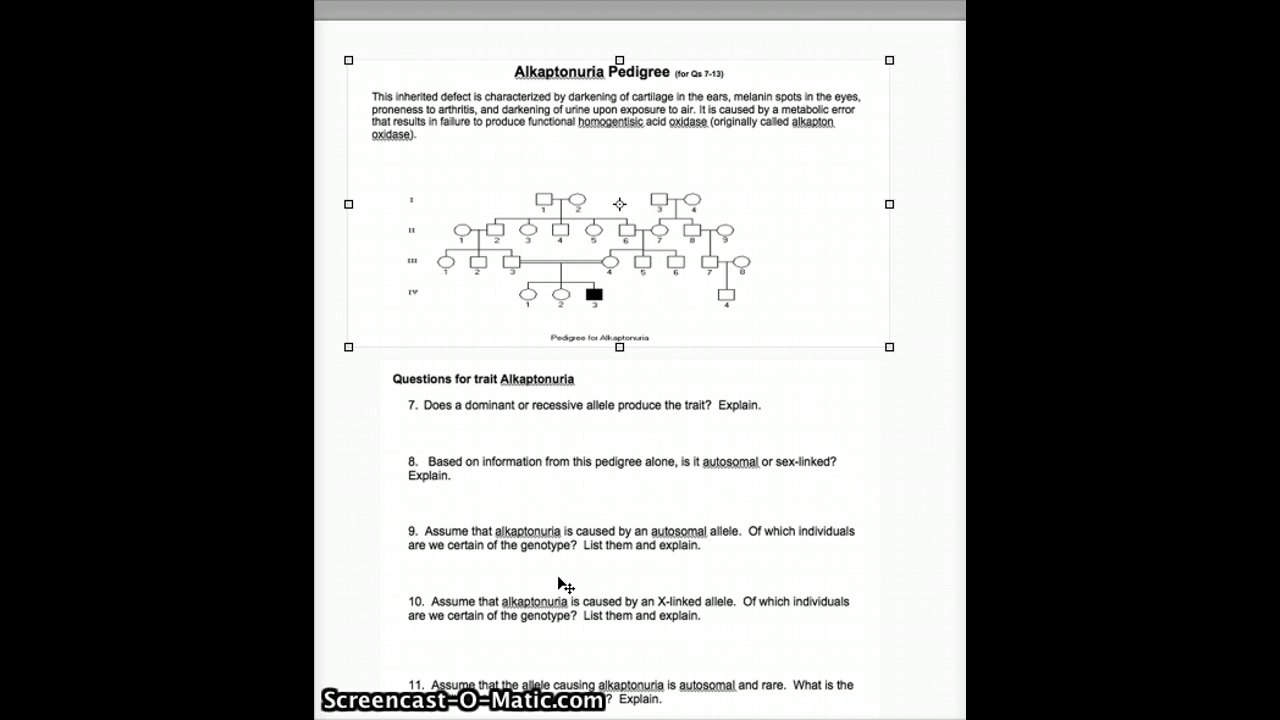 Alkaptonuria Pedigree (for Qs 7-13)
This inherited defect is characterized by darkening of cartilage in the ears, melanin spots in the eyes,
proneness to arthritis, and darkening of urine upon exposure to air. It is caused by a metabolic error
that results in failure to produce functional homogentisic acid oxidase (originally called alkapton
oxidase).
I 1 2 3 4
II 1 2 3 4 5 6 7 8 9
III 1 2 3 4 5 6 7 8
IV 1 2 3 4
Pedigree for Alkaptonuria
Questions for trait Alkaptonuria
7. Does a dominant or recessive allele produce the trait? Explain.
8. Based on information from this pedigree alone, is it autosomal or sex-linked?
Explain.
9. Assume that alkaptonuria is caused by an autosomal allele. Of which individuals
are we certain of the genotype? List them and explain.
10. Assume that alkaptonuria is caused by an X-linked allele. Of which individuals
are we certain of the genotype? List them and explain.
11. Assume that the allele causing alkaptonuria is autosomal and rare. What is the
? Explain.
Screencast-O-Matic.com